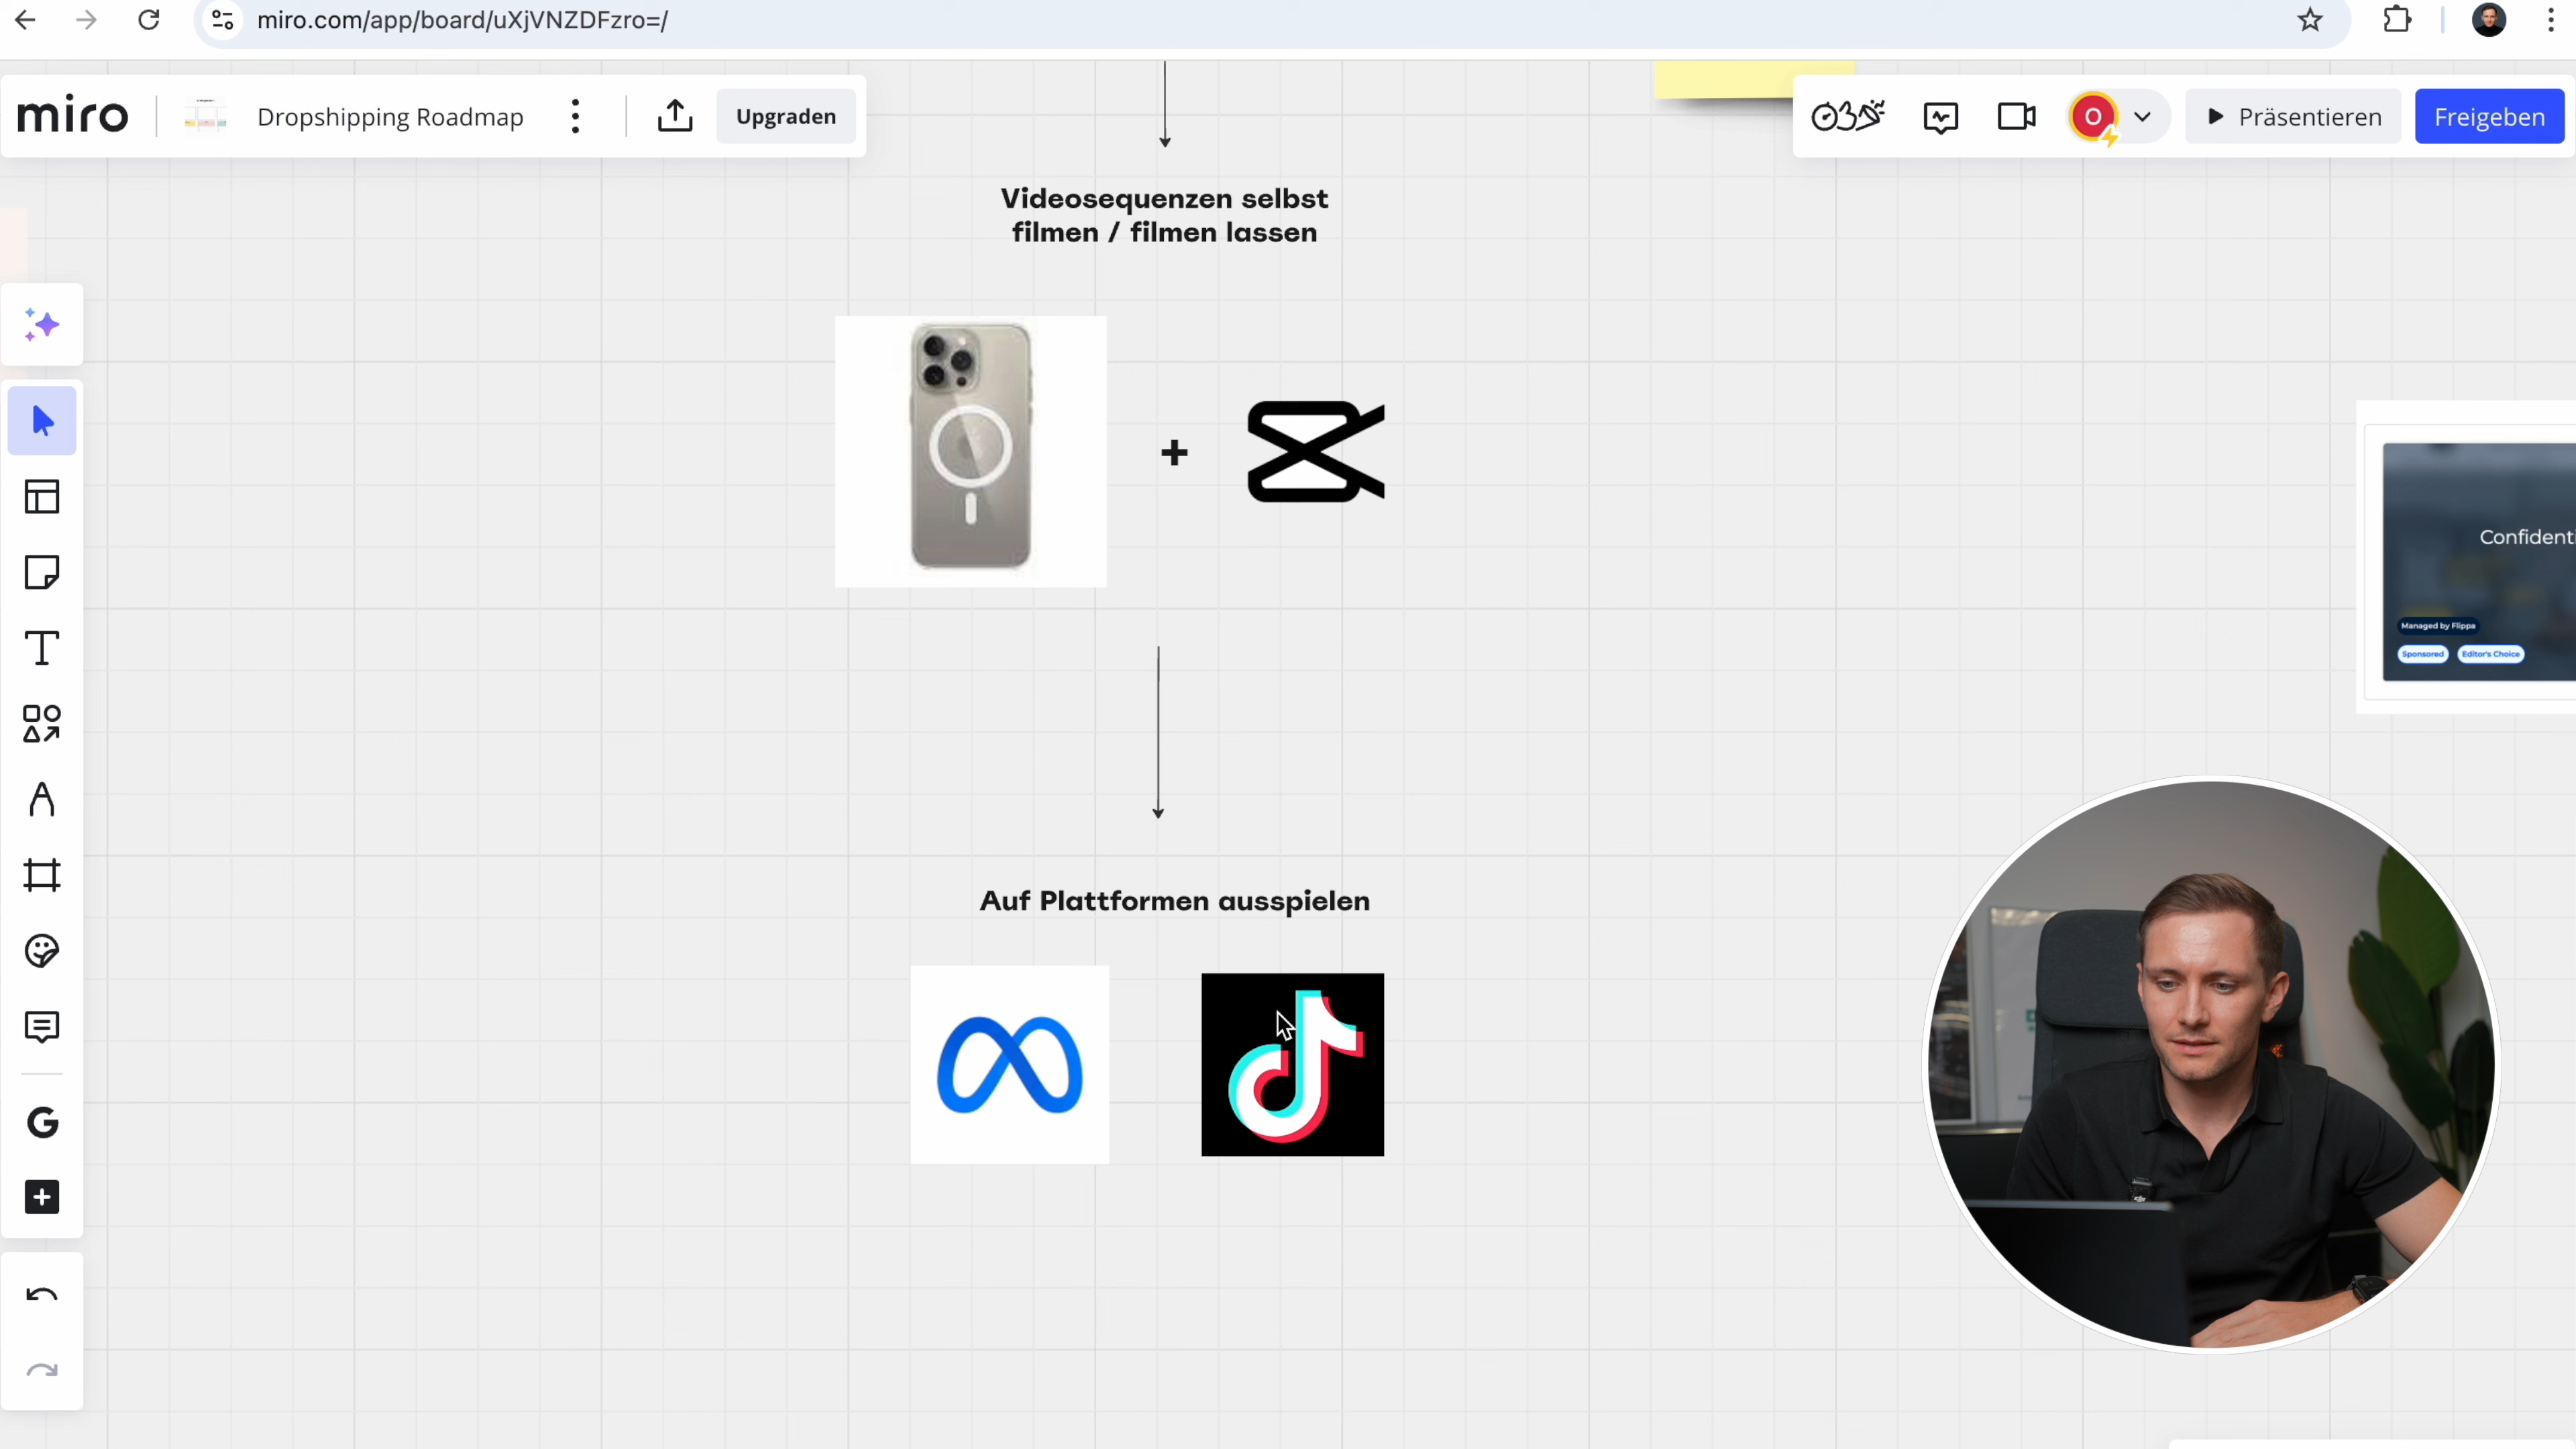 miro.com/app/board/uXjVNZDFzro=/
miro
Dropshipping Roadmap
Upgraden
O
Präsentieren
Freigeben
Videosequenzen selbst
filmen / filmen lassen
+
Confident
Managed by Flippa
Sponsored
Editor's Choice
Auf Plattformen ausspielen